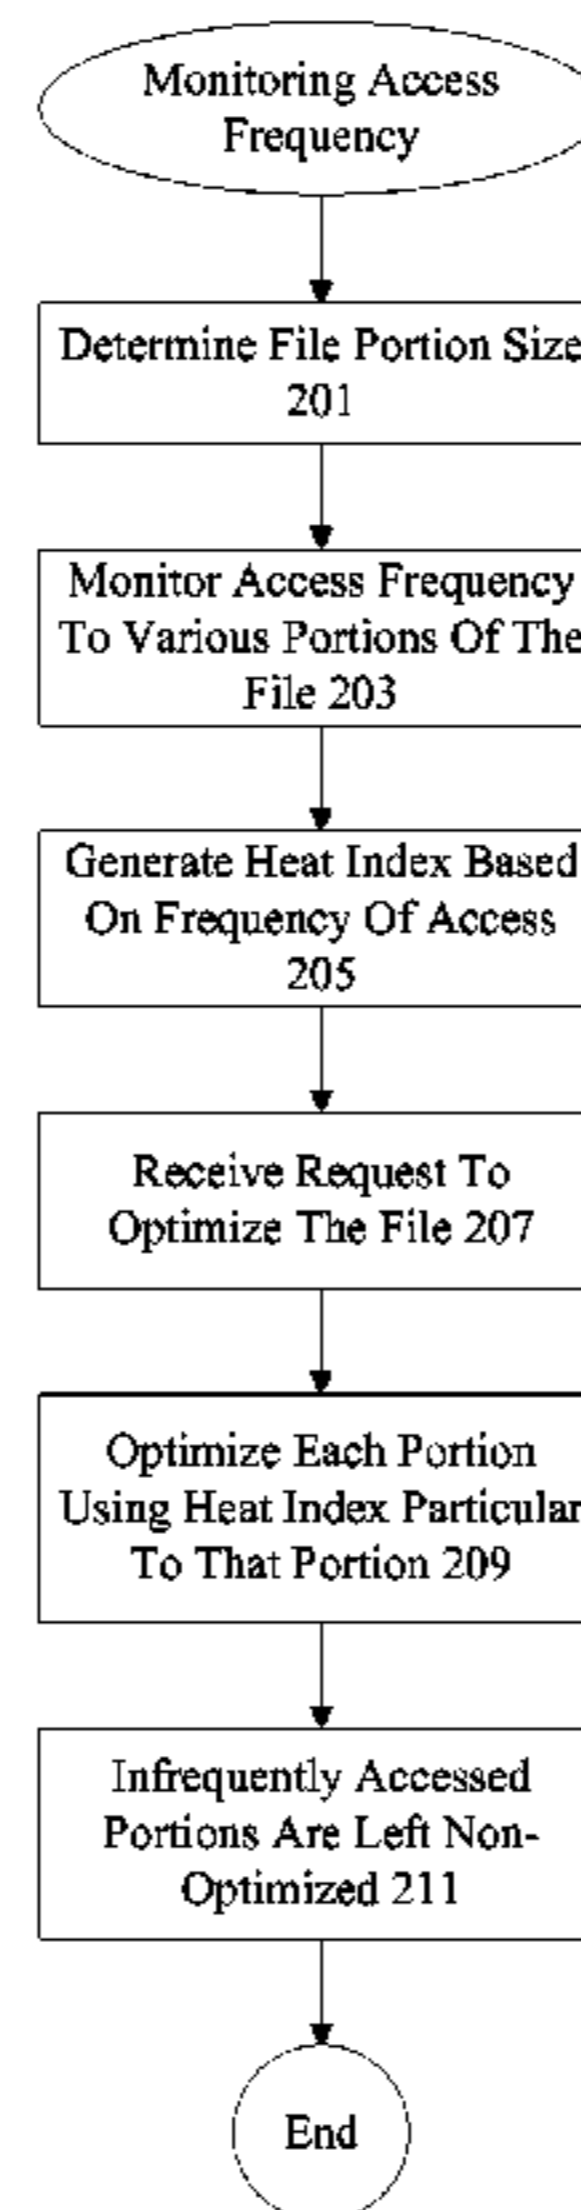 Monitoring Access
Frequency
Determine File Portion Size
201
Monitor Access Frequency
To Various Portions Of The
File 203
Generate Heat Index Based
On Frequency Of Access
205
Receive Request To
Optimize The File 207
Optimize Each Portion
Using Heat Index Particular
To That Portion 209
Infrequently Accessed
Portions Are Left Non-
Optimized 211
End